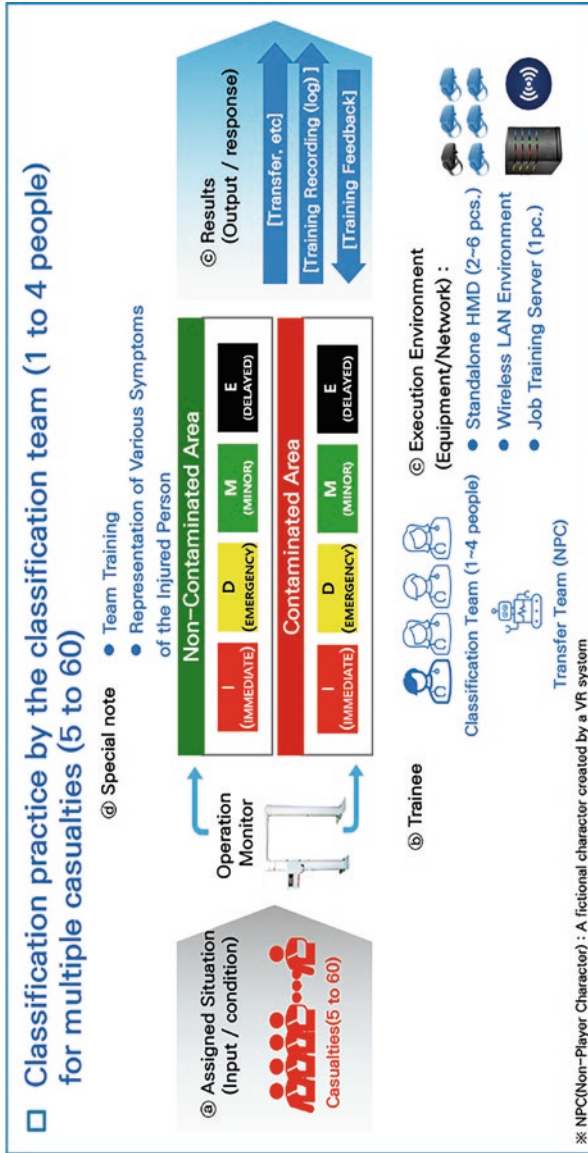 Classification practice by the classification team (1 to 4 people)
for multiple casualties (5 to 60)
ⓓ Special note
● Team Training
● Representation of Various Symptoms
of the Injured Person
ⓐ Assigned Situation
(Input / condition)
Casualties(5 to 60)
Operation
Monitor
Non-Contaminated Area
I
(IMMEDIATE)
D
(EMERGENCY)
M
(MINOR)
E
(DELAYED)
Contaminated Area
I
(IMMEDIATE)
D
(EMERGENCY)
M
(MINOR)
E
(DELAYED)
ⓒ Results
(Output / response)
[Transfer, etc]
[Training Recording (log) ]
[Training Feedback]
ⓑ Trainee
Classification Team (1~4 people)
Transfer Team (NPC)
ⓒ Execution Environment
(Equipment/Network) :
● Standalone HMD (2~6 pcs.)
● Wireless LAN Environment
● Job Training Server (1pc.)
※ NPC(Non-Player Character) : A fictional character created by a VR system